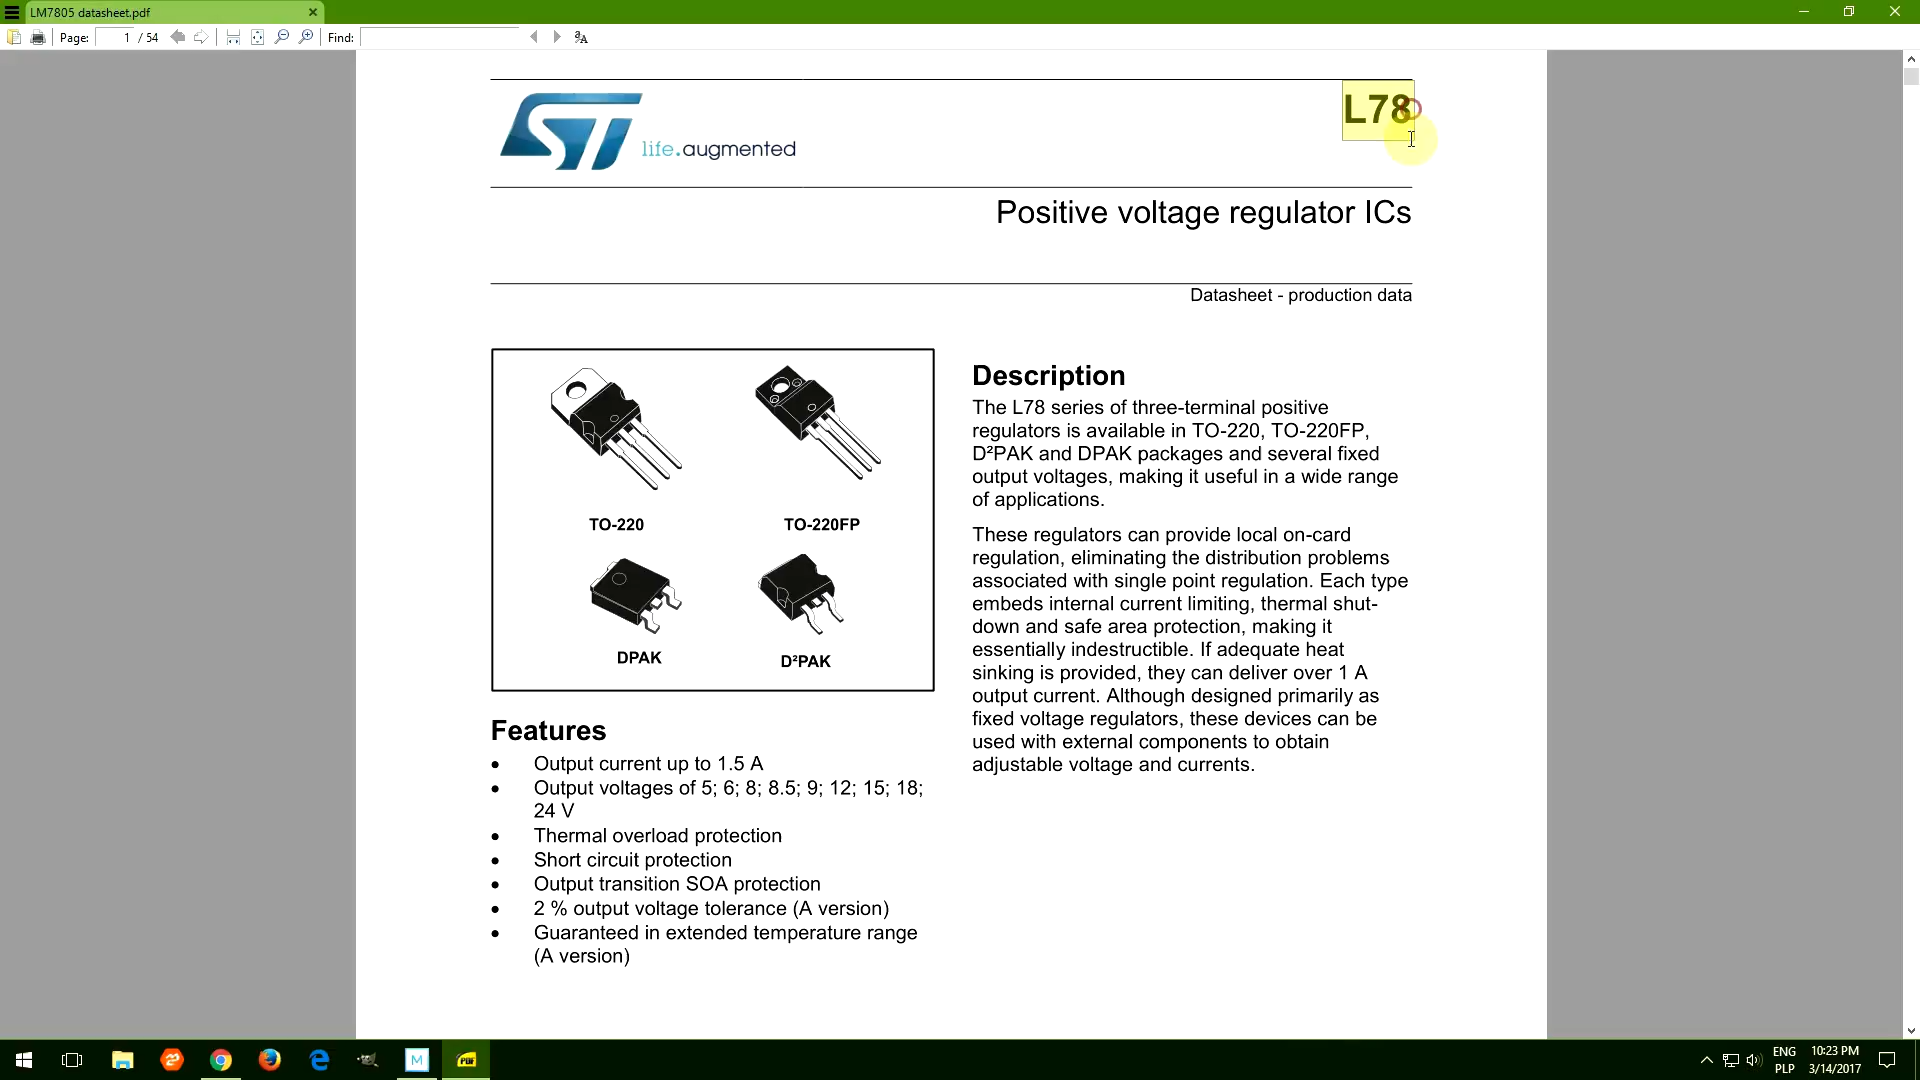 LM7805 datasheet.pdf
Page: 1 / 54 Find:
L78
life.augmented
Positive voltage regulator ICs
Datasheet - production data
TO-220 TO-220FP
DPAK D²PAK
Features
• Output current up to 1.5 A
• Output voltages of 5; 6; 8; 8.5; 9; 12; 15; 18;
24 V
• Thermal overload protection
• Short circuit protection
• Output transition SOA protection
• 2 % output voltage tolerance (A version)
• Guaranteed in extended temperature range
(A version)
Description
The L78 series of three-terminal positive
regulators is available in TO-220, TO-220FP,
D²PAK and DPAK packages and several fixed
output voltages, making it useful in a wide range
of applications.
These regulators can provide local on-card
regulation, eliminating the distribution problems
associated with single point regulation. Each type
embeds internal current limiting, thermal shut-
down and safe area protection, making it
essentially indestructible. If adequate heat
sinking is provided, they can deliver over 1 A
output current. Although designed primarily as
fixed voltage regulators, these devices can be
used with external components to obtain
adjustable voltage and currents.
ENG 10:23 PM
PLP 3/14/2017